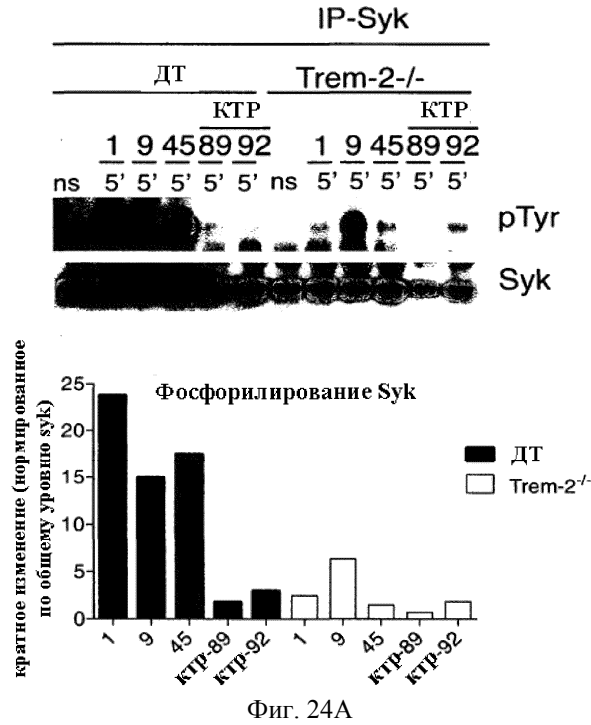 IP-Syk
ДТ Trem-2-/-
КТР КТР
1 9 45 89 92 1 9 45 89 92
ns 5' 5' 5' 5' 5' ns 5' 5' 5' 5' 5'
pTyr
Syk
кратное изменение (нормированное
по общему уровню syk)
Фосфорилирование Syk
25
20
15
10
5
0
ДТ
Trem-2-/-
1 9 45 ктр-89 ктр-92 1 9 45 ктр-89 ктр-92
Фиг. 24А